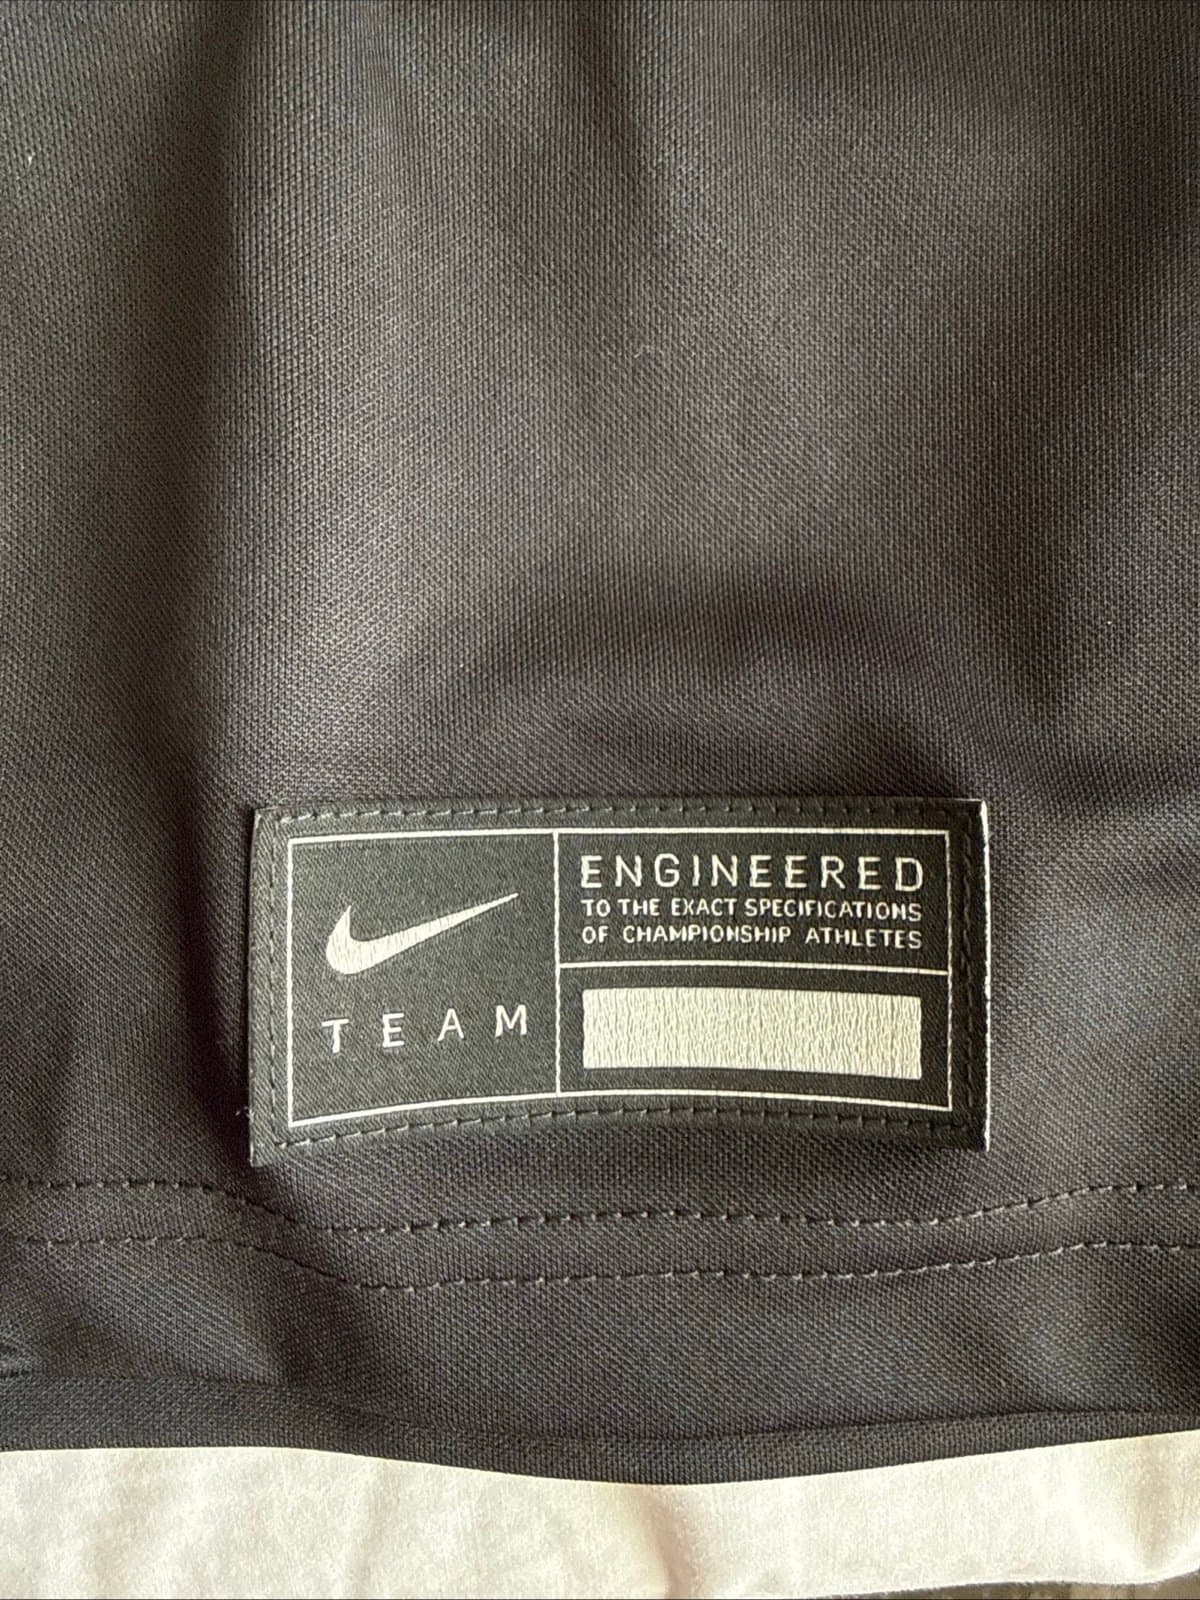 TEAM
ENGINEERED
TO THE EXACT SPECIFICATIONS
OF CHAMPIONSHIP ATHLETES